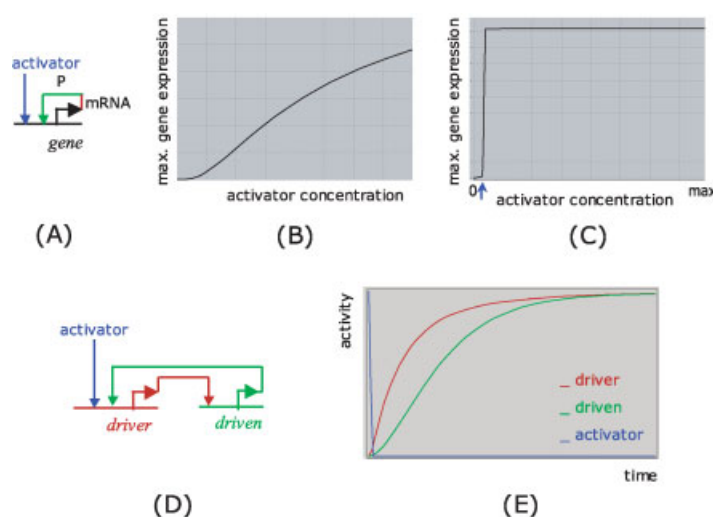 activator
P
mRNA
gene
(A)
max. gene expression
activator concentration
(B)
max. gene expression
0
max
activator concentration
(C)
activator
driver
driven
(D)
activity
_ driver
_ driven
_ activator
time
(E)